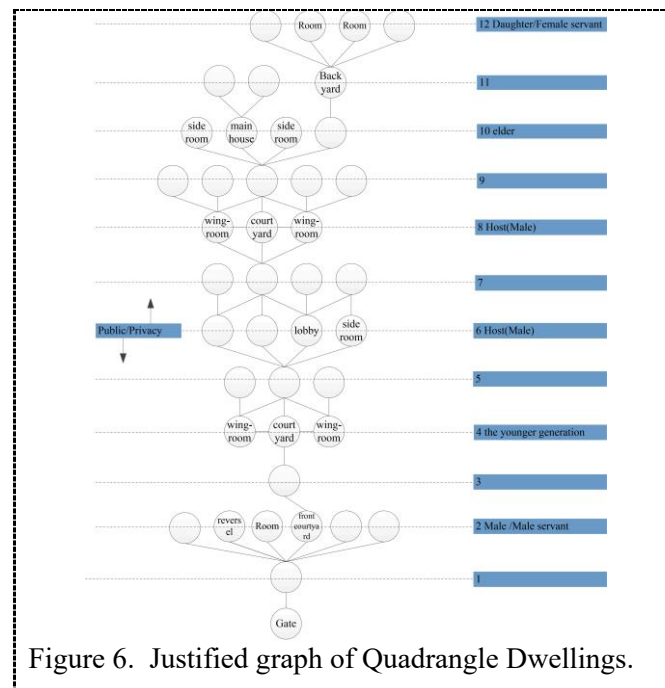 Room Room 12 Daughter/Female servant
Back
yard
11
side
room
main
house
side
room
10 elder
9
wing-
room
court
yard
wing-
room
8 Host(Male)
7
Public/Privacy
lobby
side
room
6 Host(Male)
5
wing-
room
court
yard
wing-
room
4 the younger generation
3
revers
el
Room
front
courtya
rd
2 Male /Male servant
1
Gate
Figure 6. Justified graph of Quadrangle Dwellings.